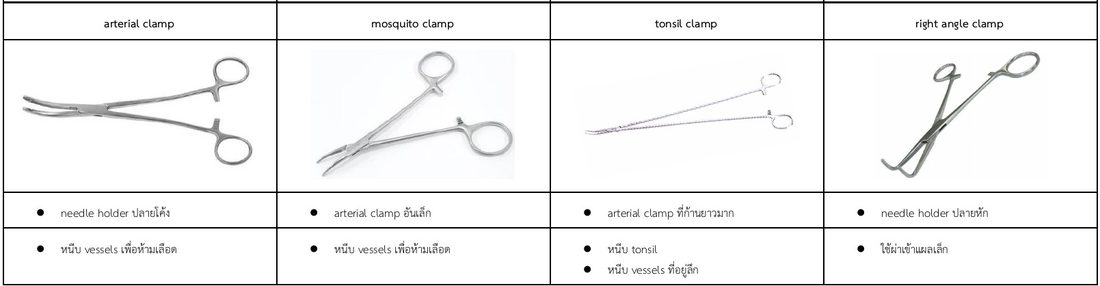 arterial clamp
mosquito clamp
tonsil clamp
right angle clamp
● needle holder ปลายโค้ง
● arterial clamp อันเล็ก
● arterial clamp ที่ก้านยาวมาก
● needle holder ปลายหัก
● หนีบ vessels เพื่อห้ามเลือด
● หนีบ vessels เพื่อห้ามเลือด
● หนีบ tonsil
● หนีบ vessels ที่อยู่ลึก
● ใช้ผ่าเข้าแผลเล็ก